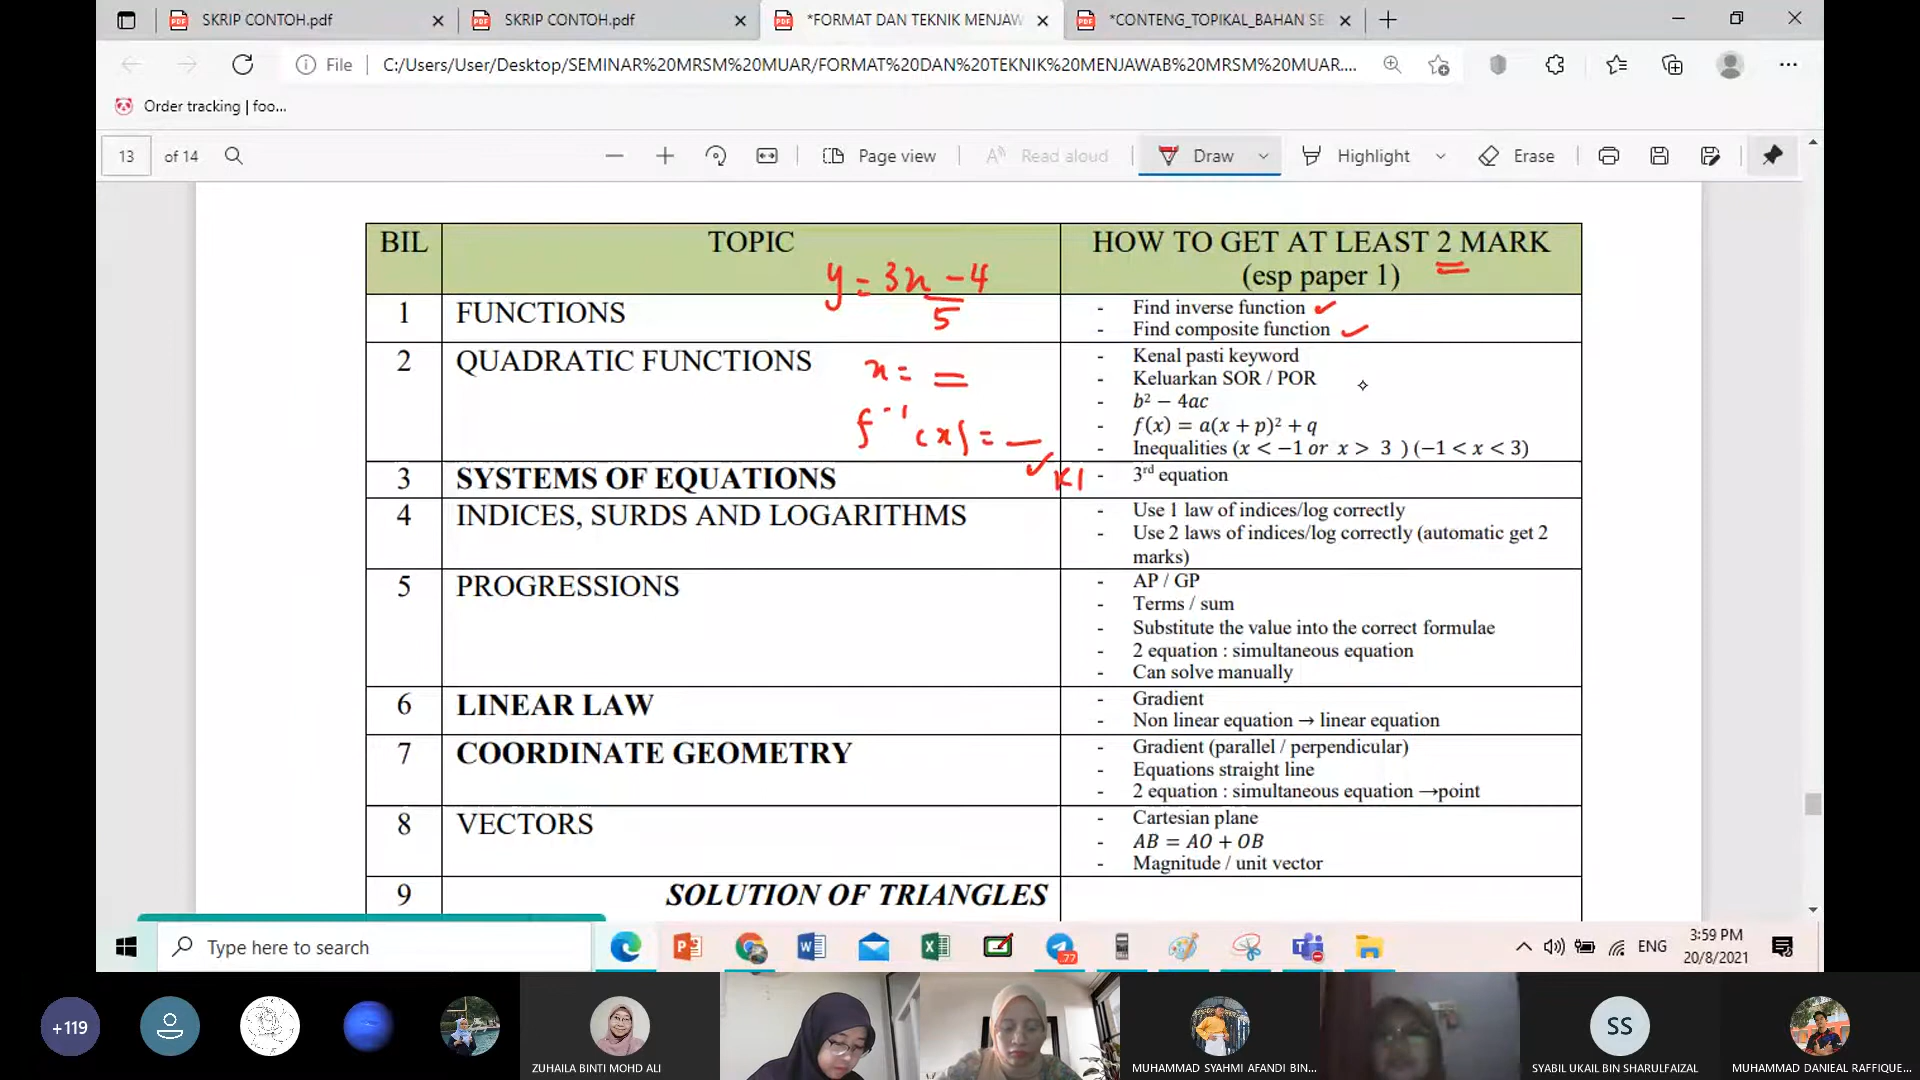 SKRIP CONTOH.pdf
SKRIP CONTOH.pdf
*FORMAT DAN TEKNIK MENJAW
*CONTENG_TOPIKAL_BAHAN SE
File
C:/Users/User/Desktop/SEMINAR%20MRSM%20MUAR/FORMAT%20DAN%20TEKNIK%20MENJAWAB%20MRSM%20MUAR....
Order tracking | foo...
13 of 14
Page view
Read aloud
Draw
Highlight
Erase
BIL TOPIC HOW TO GET AT LEAST 2 MARK
(esp paper 1)
y = 3x - 4
5
1 FUNCTIONS
- Find inverse function ✓
- Find composite function ✓
2 QUADRATIC FUNCTIONS
x = =
f⁻¹(x) = —
✓ K1
- Kenal pasti keyword
- Keluarkan SOR / POR
- b² − 4ac
- f(x) = a(x + p)² + q
- Inequalities (x < −1 or x > 3 ) (−1 < x < 3)
3 SYSTEMS OF EQUATIONS
- 3rd equation
4 INDICES, SURDS AND LOGARITHMS
- Use 1 law of indices/log correctly
- Use 2 laws of indices/log correctly (automatic get 2
marks)
5 PROGRESSIONS
- AP / GP
- Terms / sum
- Substitute the value into the correct formulae
- 2 equation : simultaneous equation
- Can solve manually
6 LINEAR LAW
- Gradient
- Non linear equation → linear equation
7 COORDINATE GEOMETRY
- Gradient (parallel / perpendicular)
- Equations straight line
- 2 equation : simultaneous equation →point
8 VECTORS
- Cartesian plane
- AB = AO + OB
- Magnitude / unit vector
9 SOLUTION OF TRIANGLES
Type here to search
77
ENG
3:59 PM
20/8/2021
+119
ZUHAILA BINTI MOHD ALI
MUHAMMAD SYAHMI AFANDI BIN...
SS
SYABIL UKAIL BIN SHARULFAIZAL
MUHAMMAD DANIEAL RAFFIQUE...